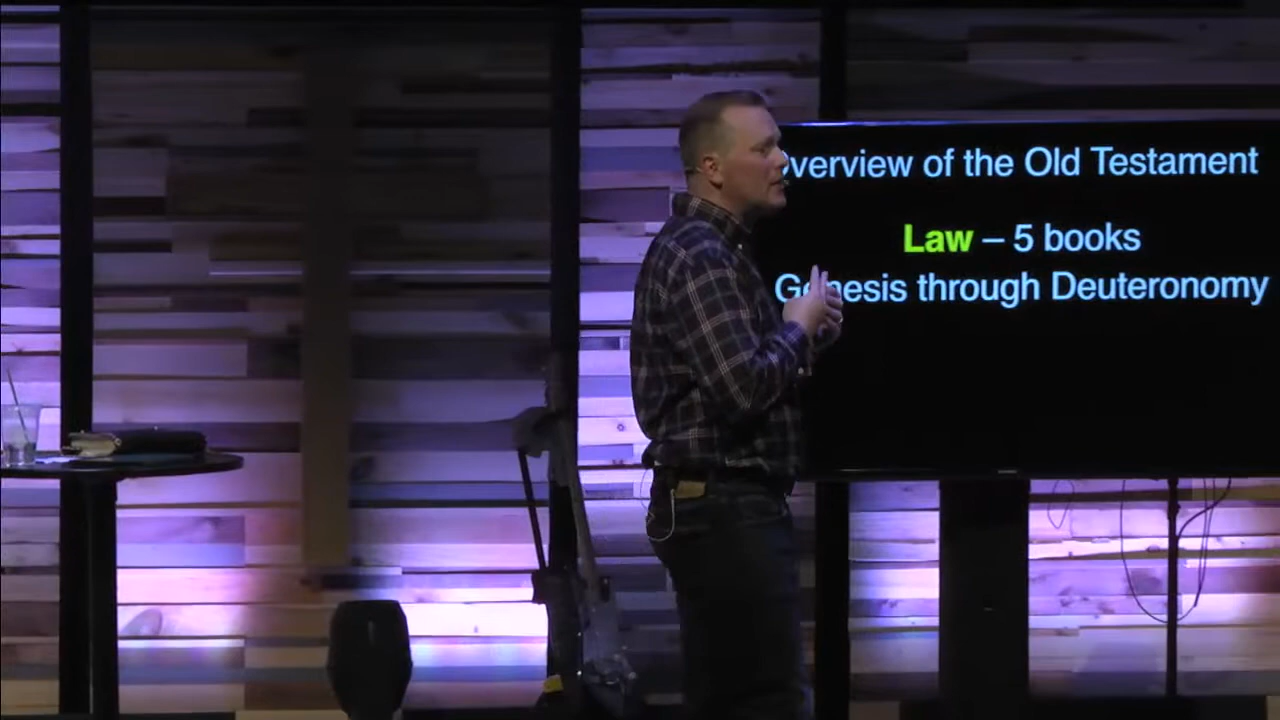 Overview of the Old Testament
Law – 5 books
Genesis through Deuteronomy